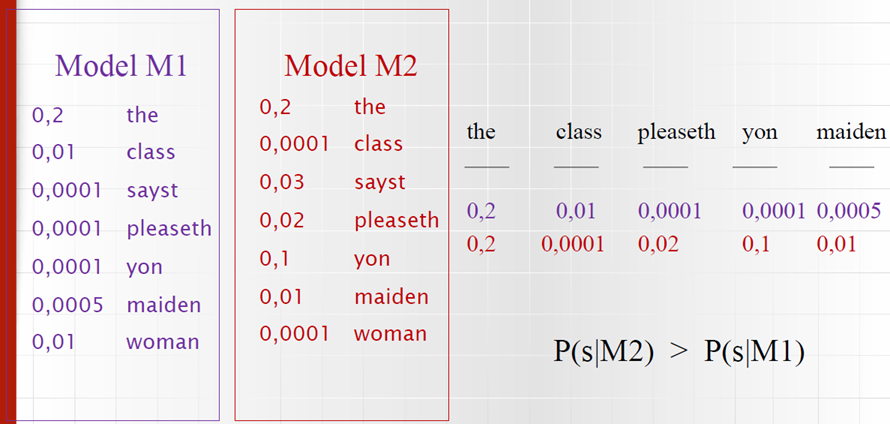 Model M1
0,2 the
0,01 class
0,0001 sayst
0,0001 pleaseth
0,0001 yon
0,0005 maiden
0,01 woman
Model M2
0,2 the
0,0001 class
0,03 sayst
0,02 pleaseth
0,1 yon
0,01 maiden
0,0001 woman
the class pleaseth yon maiden
0,2 0,01 0,0001 0,0001 0,0005
0,2 0,0001 0,02 0,1 0,01
P(s|M2) > P(s|M1)